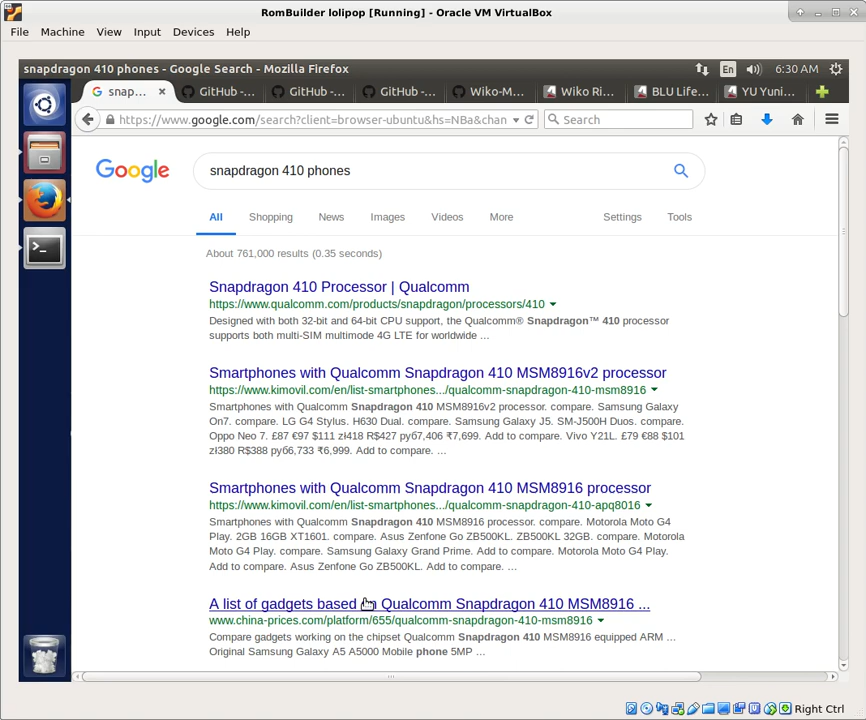 RomBuilder lolipop [Running] - Oracle VM VirtualBox
File Machine View Input Devices Help
snapdragon 410 phones - Google Search - Mozilla Firefox En 6:30 AM
snap... GitHub -... GitHub -... GitHub -... Wiko-M... Wiko Ri... BLU Life... YU Yuni...
https://www.google.com/search?client=browser-ubuntu&hs=NBa&chan Search
Google snapdragon 410 phones
All Shopping News Images Videos More Settings Tools
About 761,000 results (0.35 seconds)
Snapdragon 410 Processor | Qualcomm
https://www.qualcomm.com/products/snapdragon/processors/410
Designed with both 32-bit and 64-bit CPU support, the Qualcomm® Snapdragon™ 410 processor
supports both multi-SIM multimode 4G LTE for worldwide ...
Smartphones with Qualcomm Snapdragon 410 MSM8916v2 processor
https://www.kimovil.com/en/list-smartphones.../qualcomm-snapdragon-410-msm8916
Smartphones with Qualcomm Snapdragon 410 MSM8916v2 processor. compare. Samsung Galaxy
On7. compare. LG G4 Stylus. H630 Dual. compare. Samsung Galaxy J5. SM-J500H Duos. compare.
Oppo Neo 7. £87 €97 $111 zł418 R$427 руб7,406 ₹7,699. Add to compare. Vivo Y21L. £79 €88 $101
zł380 R$388 руб6,733 ₹6,999. Add to compare. ...
Smartphones with Qualcomm Snapdragon 410 MSM8916 processor
https://www.kimovil.com/en/list-smartphones.../qualcomm-snapdragon-410-apq8016
Smartphones with Qualcomm Snapdragon 410 MSM8916 processor. compare. Motorola Moto G4
Play. 2GB 16GB XT1601. compare. Asus Zenfone Go ZB500KL. ZB500KL 32GB. compare. Motorola
Moto G4 Play. compare. Samsung Galaxy Grand Prime. Add to compare. Motorola Moto G4 Play.
Add to compare. Asus Zenfone Go ZB500KL. Add to compare. ...
A list of gadgets based on Qualcomm Snapdragon 410 MSM8916 ...
www.china-prices.com/platform/655/qualcomm-snapdragon-410-msm8916
Compare gadgets working on the chipset Qualcomm Snapdragon 410 MSM8916 equipped ARM ...
Original Samsung Galaxy A5 A5000 Mobile phone 5MP ...
Right Ctrl